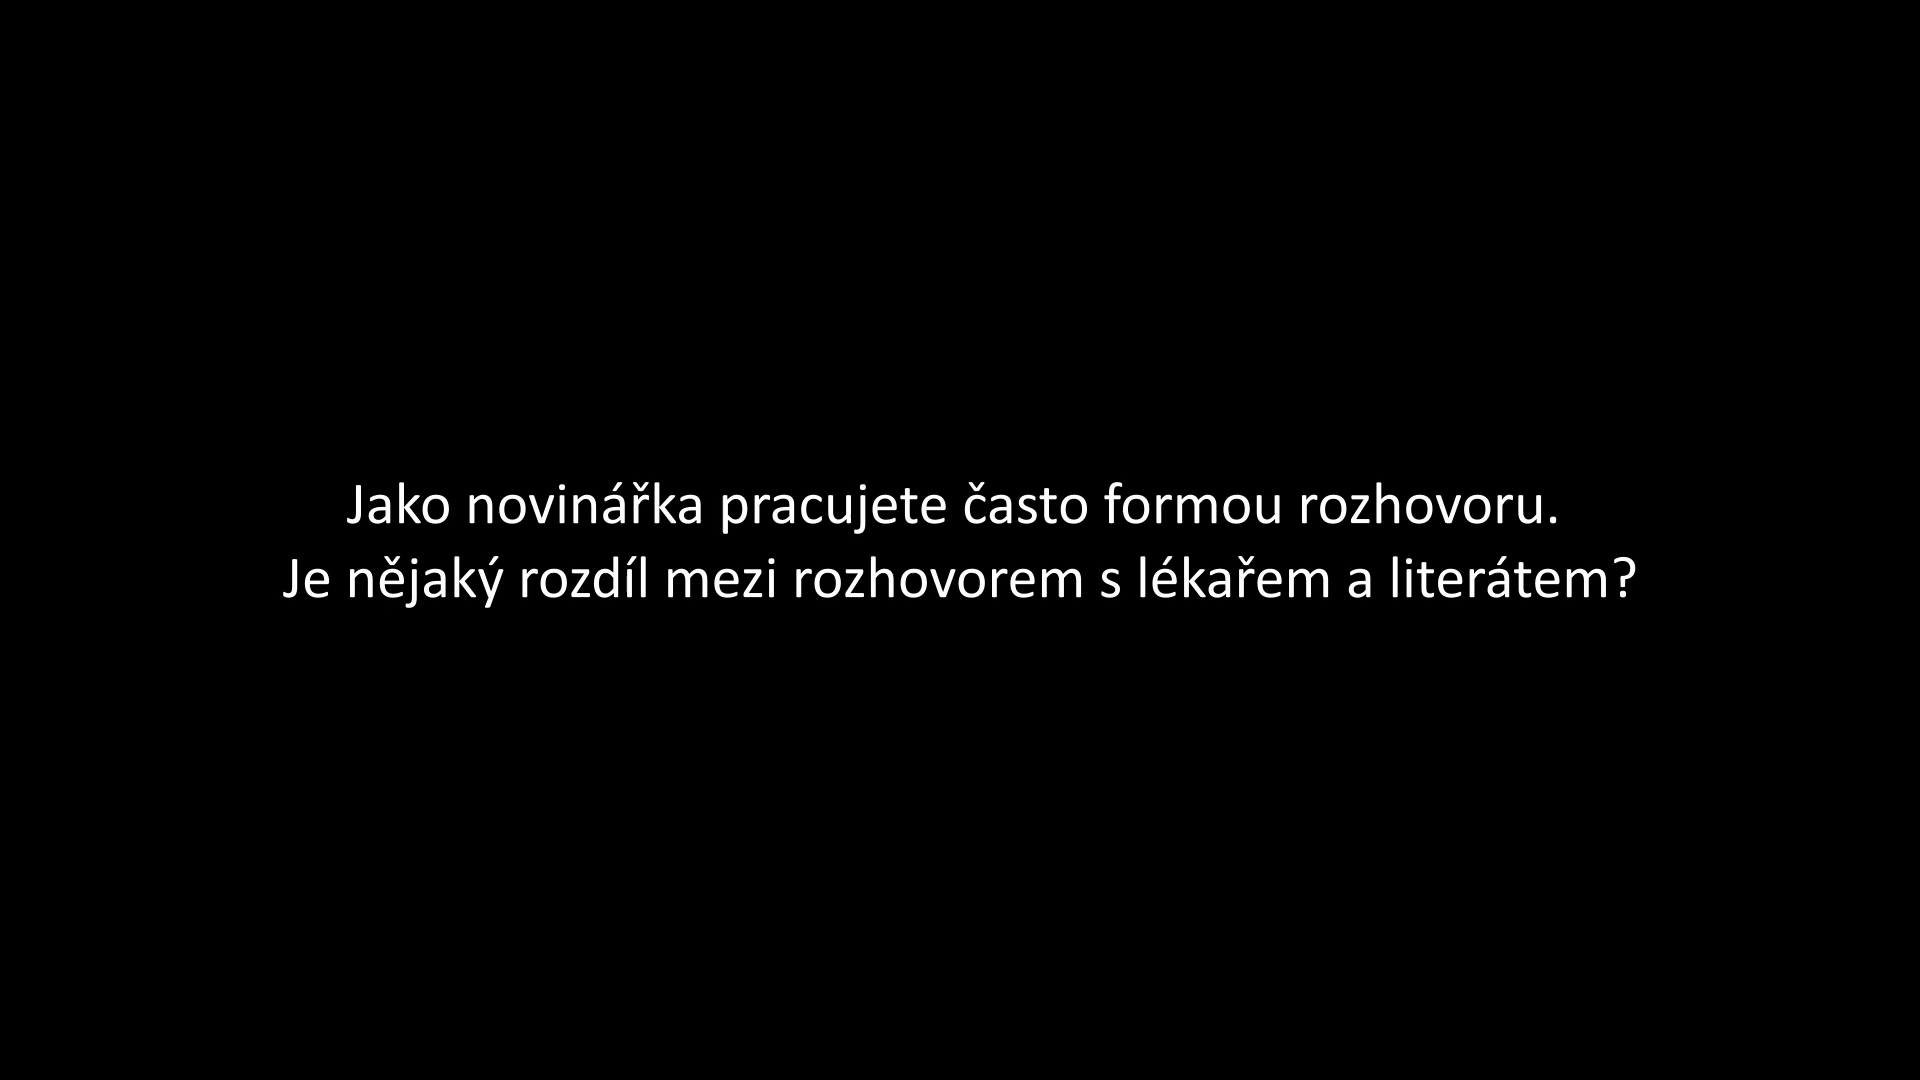 Jako novinářka pracujete často formou rozhovoru.
Je nějaký rozdíl mezi rozhovorem s lékařem a literátem?